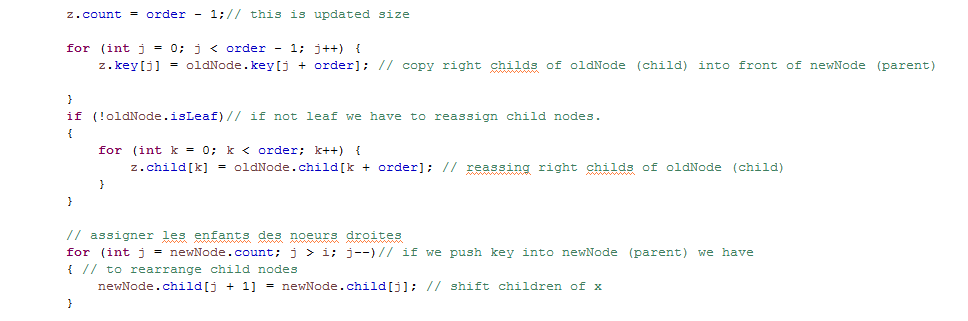 z.count = order - 1;// this is updated size
for (int j = 0; j < order - 1; j++) {
z.key[j] = oldNode.key[j + order]; // copy right childs of oldNode (child) into front of newNode (parent)
}
if (!oldNode.isLeaf)// if not leaf we have to reassign child nodes.
{
for (int k = 0; k < order; k++) {
z.child[k] = oldNode.child[k + order]; // reassing right childs of oldNode (child)
}
}
// assigner les enfants des noeurs droites
for (int j = newNode.count; j > i; j--)// if we push key into newNode (parent) we have
{ // to rearrange child nodes
newNode.child[j + 1] = newNode.child[j]; // shift children of x
}